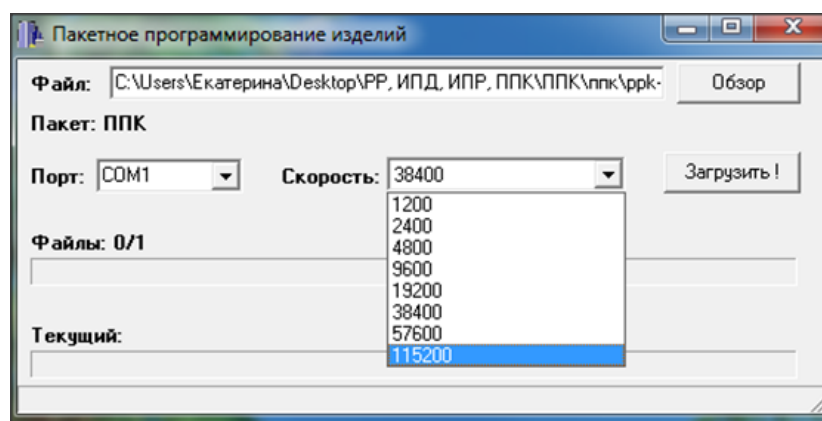 Пакетное программирование изделий
Файл: C:\Users\Екатерина\Desktop\РР, ИПД, ИПР, ППК\ППК\ппк\ppk- Обзор
Пакет: ППК
Порт: COM1 Скорость: 38400 Загрузить !
1200
2400
Файлы: 0/1 4800
9600
19200
38400
Текущий: 57600
115200